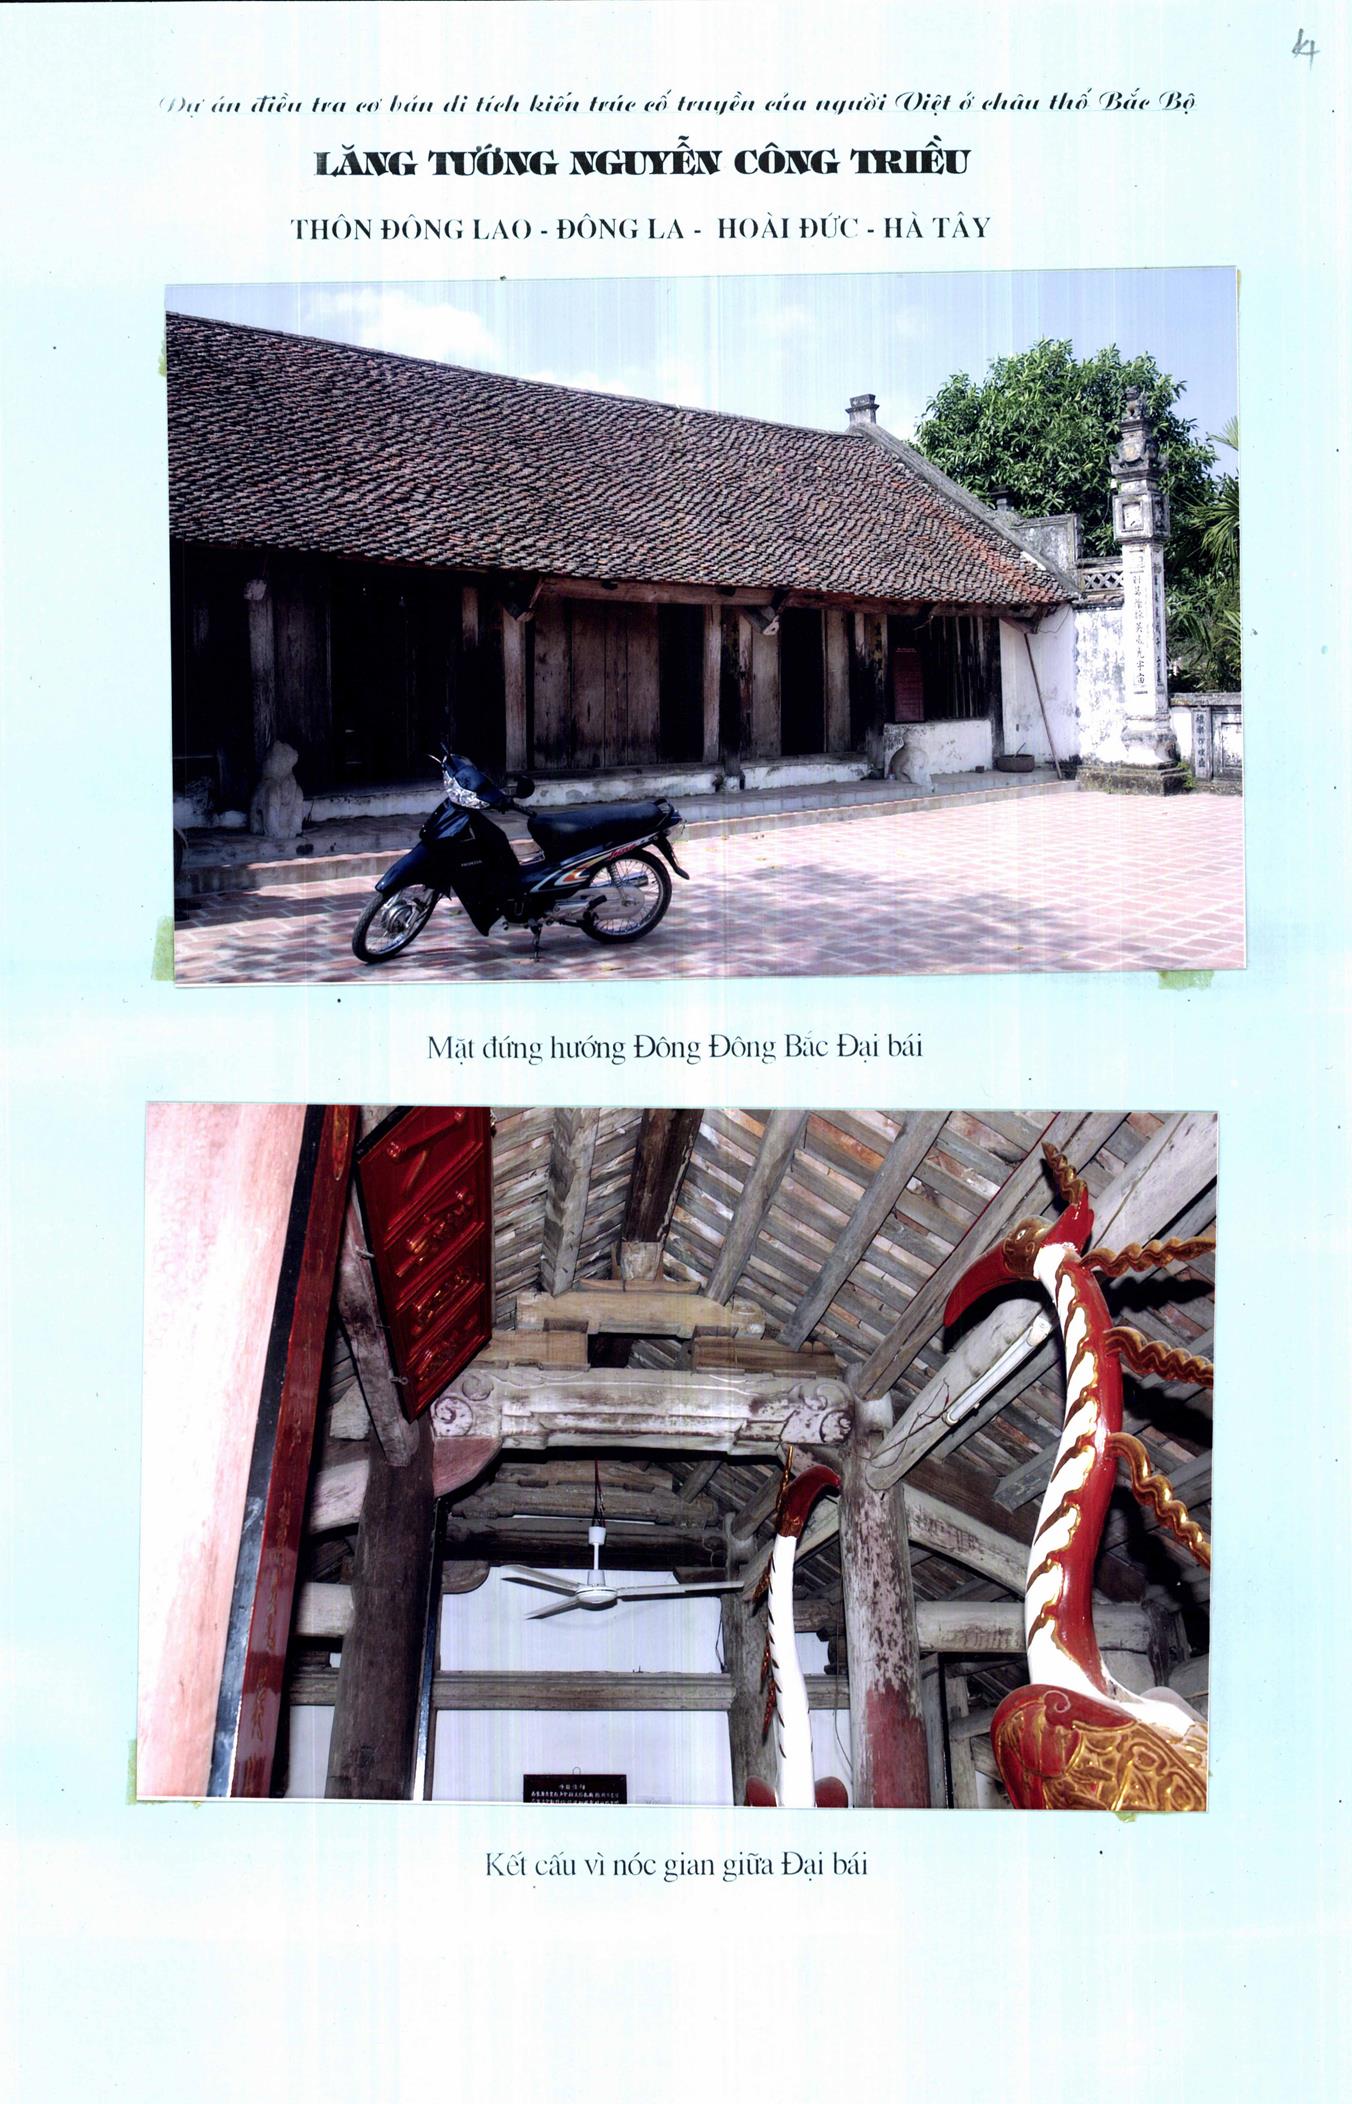 4
Dự án điều tra cơ bản di tích kiến trúc cổ truyền của người Việt ở châu thổ Bắc Bộ
LĂNG TƯỚNG NGUYỄN CÔNG TRIỀU
THÔN ĐÔNG LAO - ĐÔNG LA - HOÀI ĐỨC - HÀ TÂY
HONDA
Mặt đứng hướng Đông Đông Bắc Đại bái
Kết cấu vì nóc gian giữa Đại bái